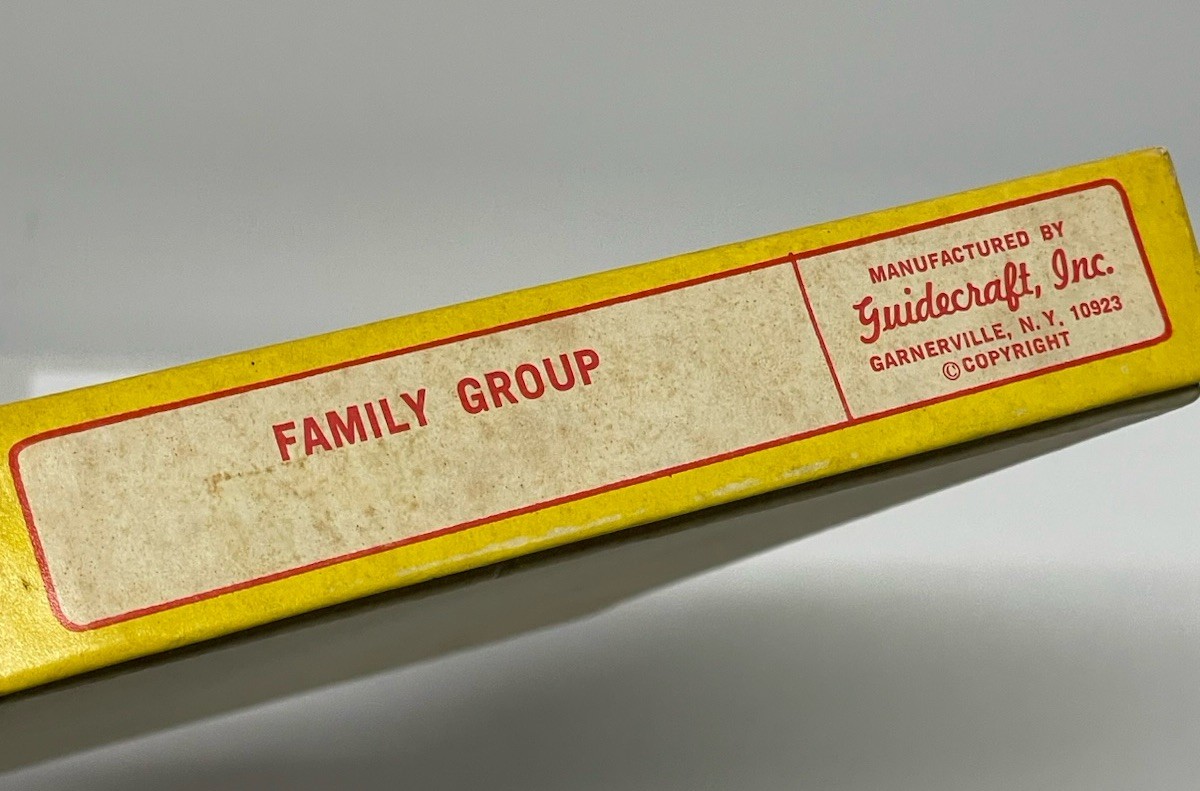 FAMILY GROUP
MANUFACTURED BY
Guidecraft, Inc.
GARNERVILLE, N.Y. 10923
©COPYRIGHT